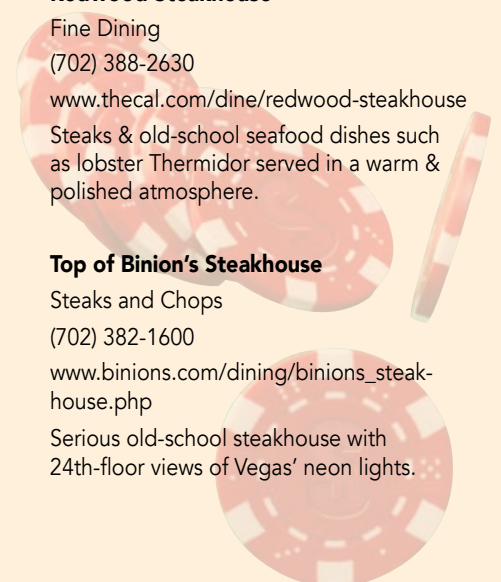 Redwood Steakhouse
Fine Dining
(702) 388-2630
www.thecal.com/dine/redwood-steakhouse
Steaks & old-school seafood dishes such
as lobster Thermidor served in a warm &
polished atmosphere.
Top of Binion's Steakhouse
Steaks and Chops
(702) 382-1600
www.binions.com/dining/binions_steak-
house.php
Serious old-school steakhouse with
24th-floor views of Vegas' neon lights.